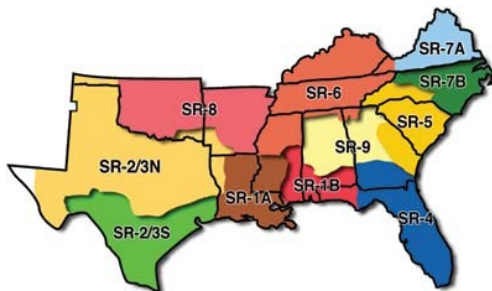 SR-7A
SR-7B
SR-6
SR-8
SR-5
SR-9
SR-2/3N
SR-1A
SR-1B
SR-4
SR-2/3S